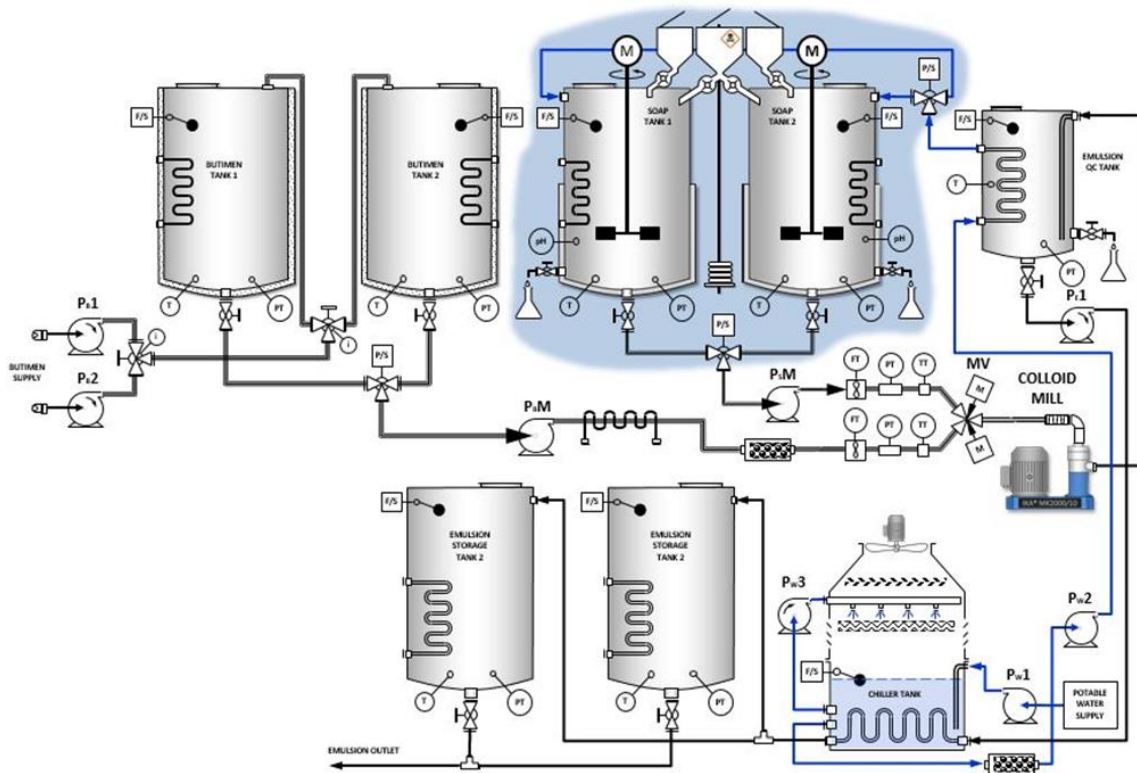 M
M
P/S
F/S
BUTIMEN
TANK 1
T
PT
BUTIMEN
TANK 2
F/S
T
PT
SOAP
TANK 1
F/S
pH
T
PT
SOAP
TANK 2
F/S
pH
T
PT
F/S
EMULSION
QC TANK
T
PT
PB1
PB2
BUTIMEN
SUPPLY
i
i
P/S
P/S
PE1
PSM
FT
PT
TT
PBM
FT
PT
TT
MV
M
M
COLLOID
MILL
IKA® MK2000/10
F/S
EMULSION
STORAGE
TANK 2
T
PT
F/S
EMULSION
STORAGE
TANK 2
T
PT
PW3
PW2
F/S
CHILLER TANK
PW1
POTABLE
WATER
SUPPLY
EMULSION OUTLET